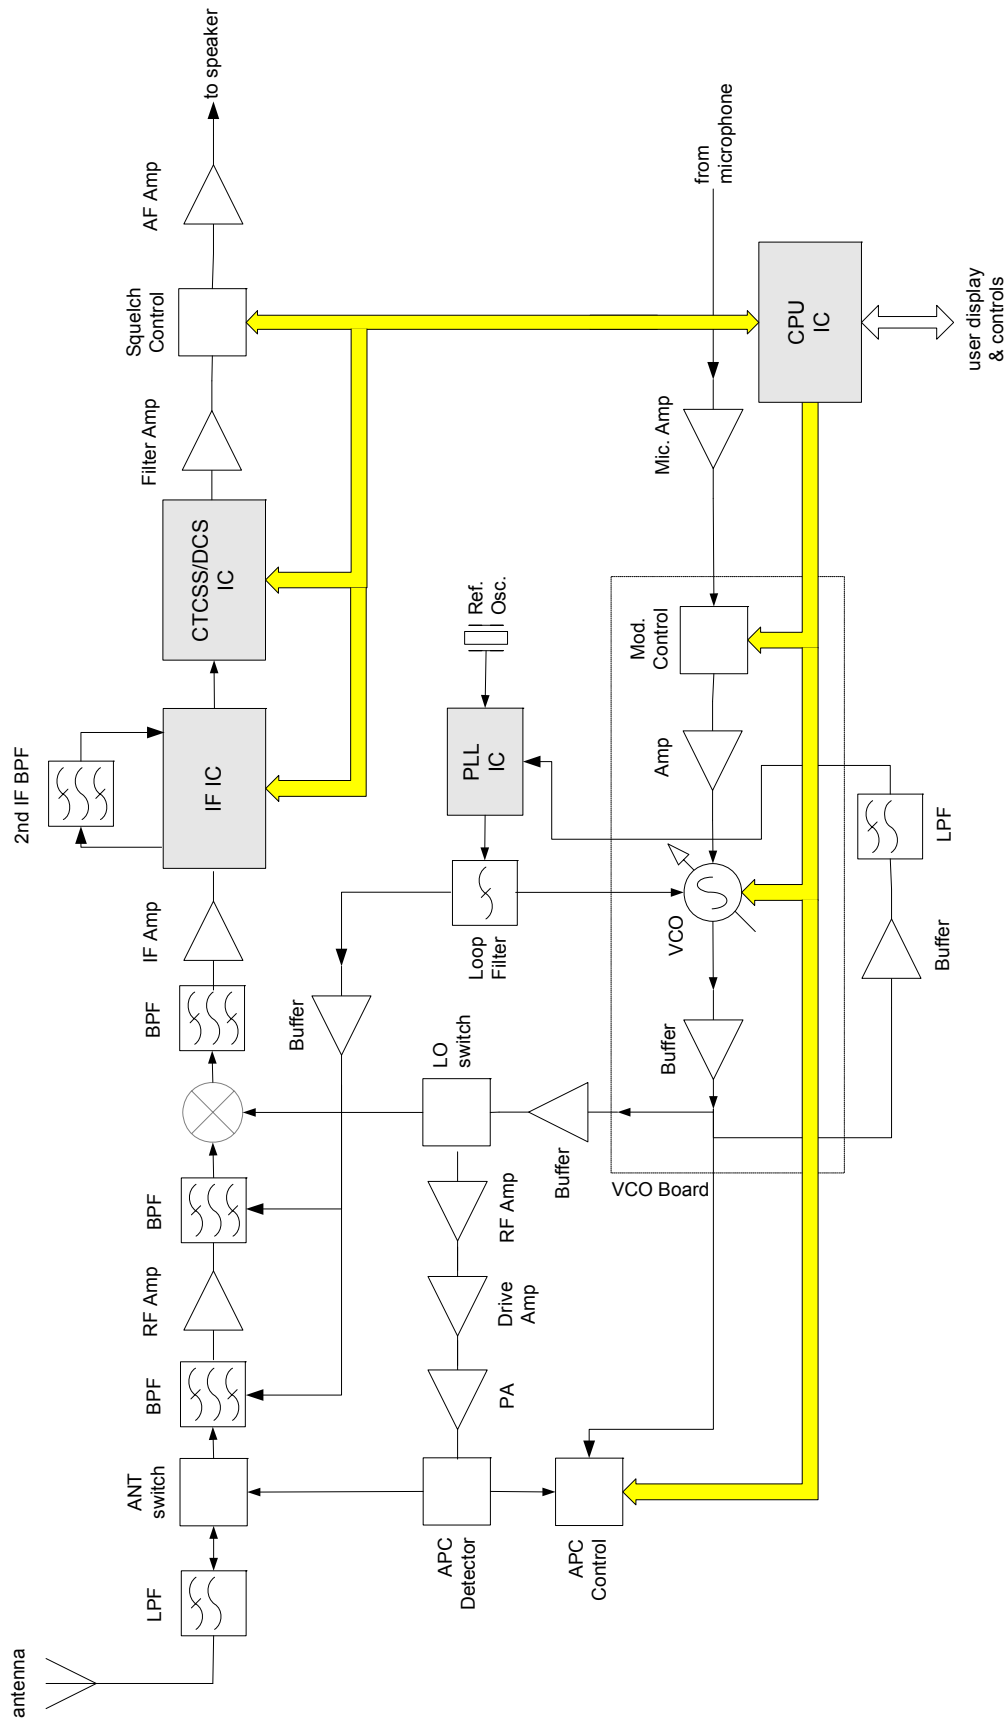 antenna
LPF
ANT
switch
BPF
RF Amp
BPF
BPF
IF Amp
2nd IF BPF
IF IC
CTCSS/DCS
IC
Filter Amp
Squelch
Control
AF Amp
to speaker
Buffer
Loop
Filter
PLL
IC
Ref.
Osc.
APC
Detector
PA
Drive
Amp
RF Amp
LO
switch
Buffer
APC
Control
VCO Board
Buffer
VCO
Amp
Mod.
Control
Mic. Amp
from
microphone
Buffer
LPF
CPU
IC
user display
& controls